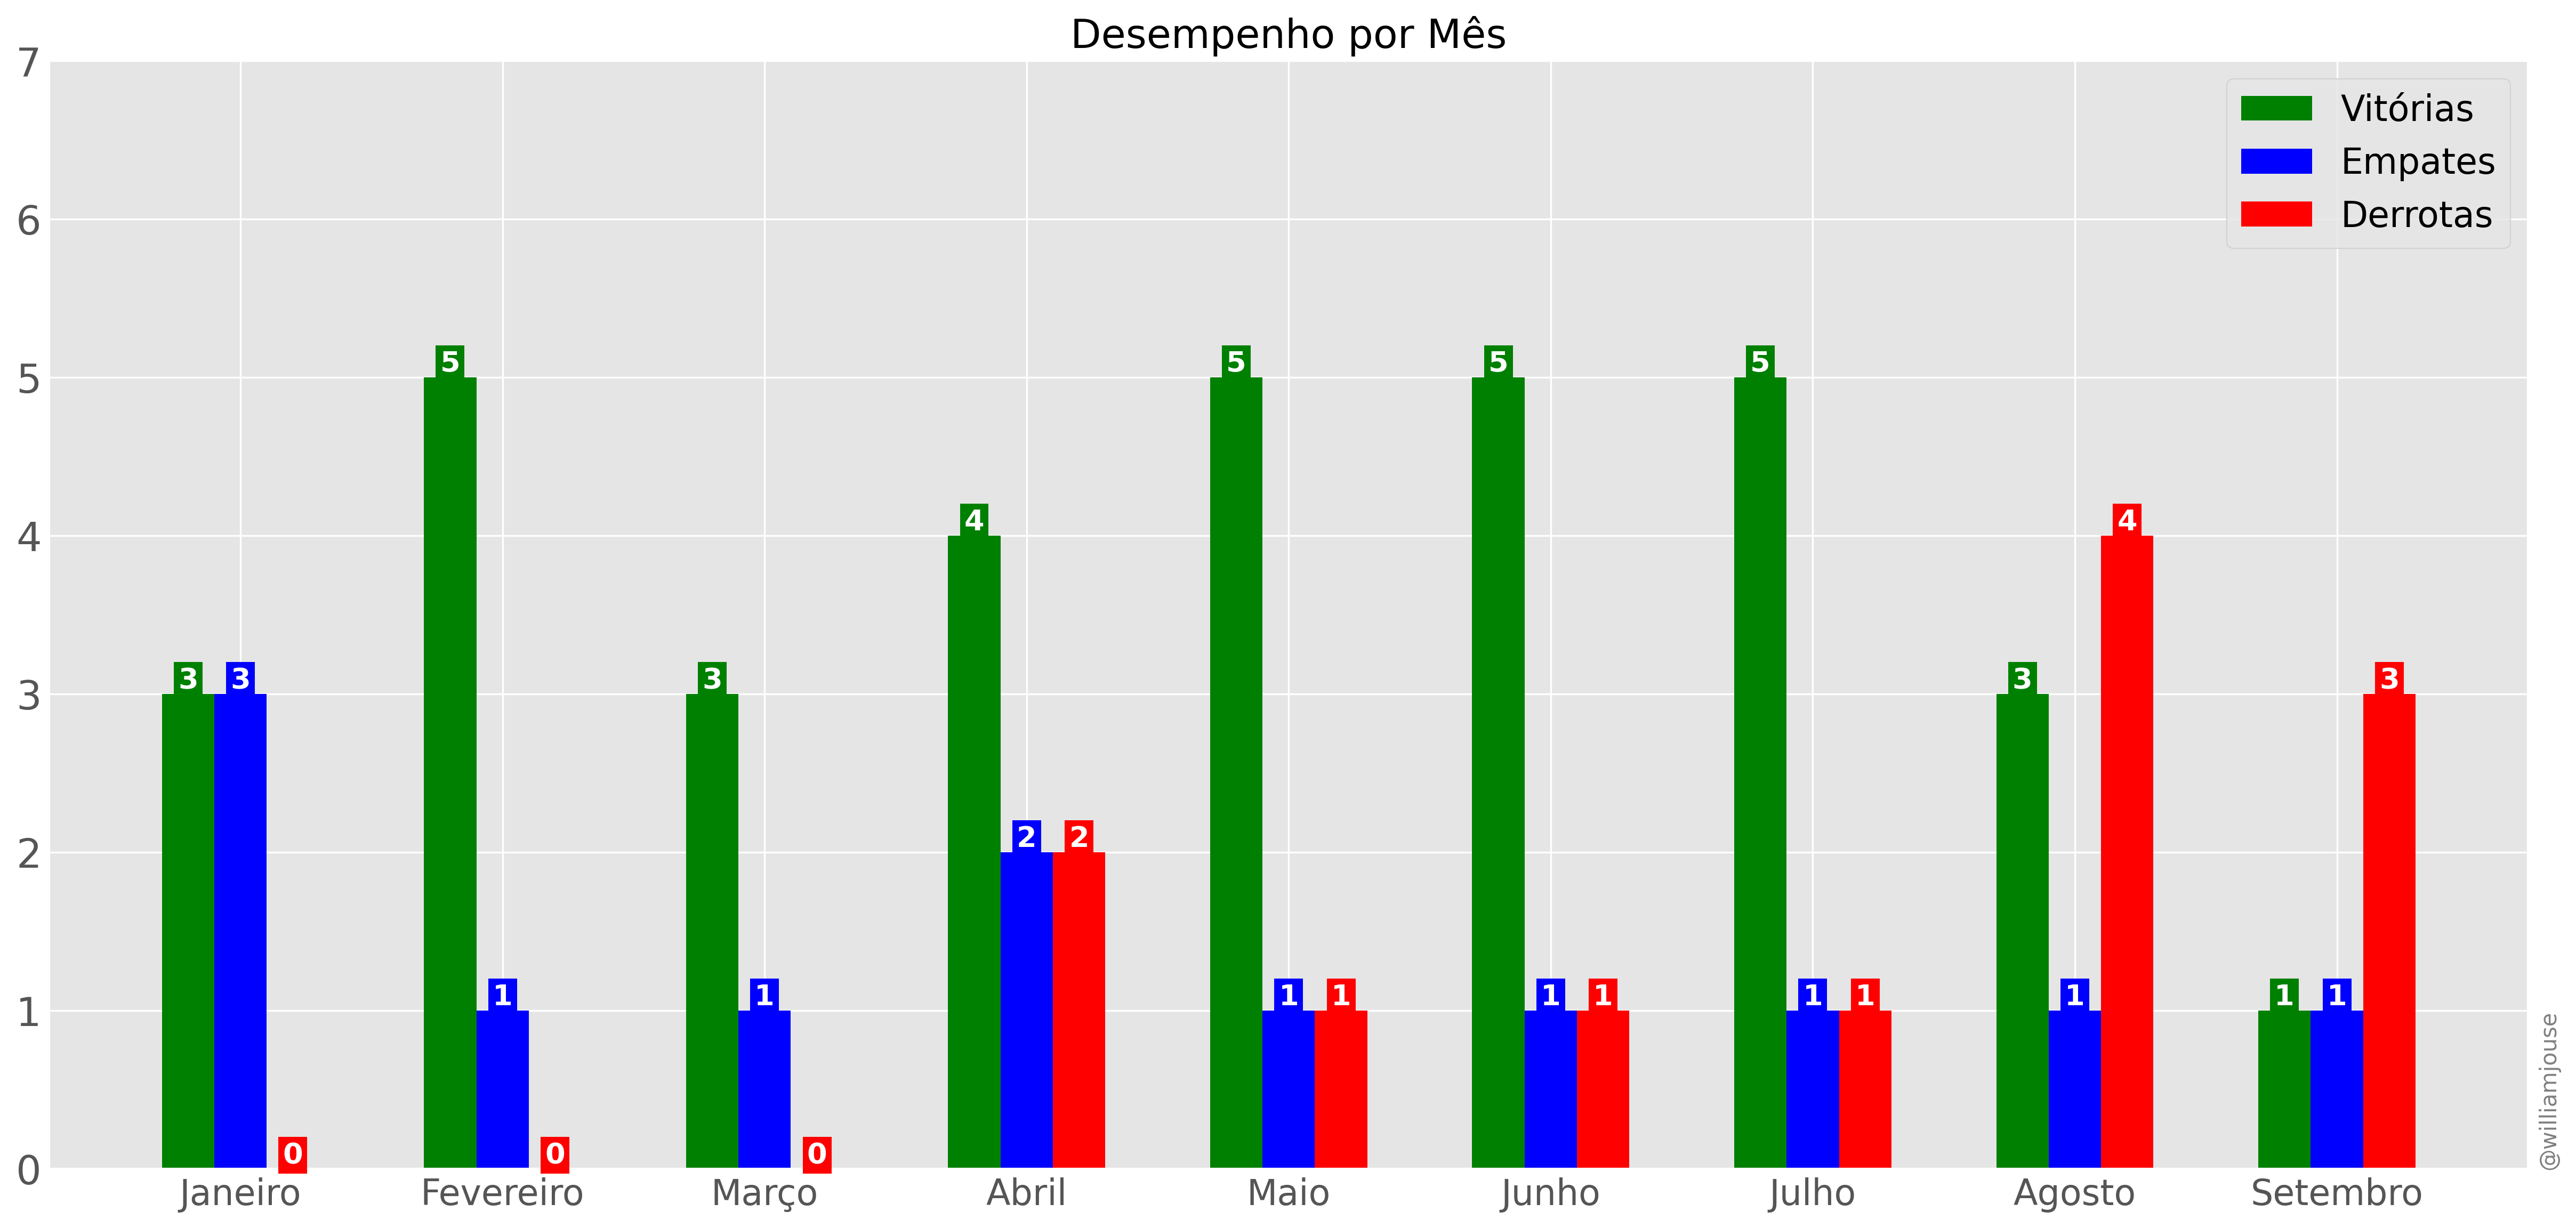 Desempenho por Mês
7
6
5
4
3
2
1
0
Vitórias
Empates
Derrotas
3 3 0
5 1 0
3 1 0
4 2 2
5 1 1
5 1 1
5 1 1
3 1 4
1 1 3
Janeiro Fevereiro Março Abril Maio Junho Julho Agosto Setembro
@williamjouse